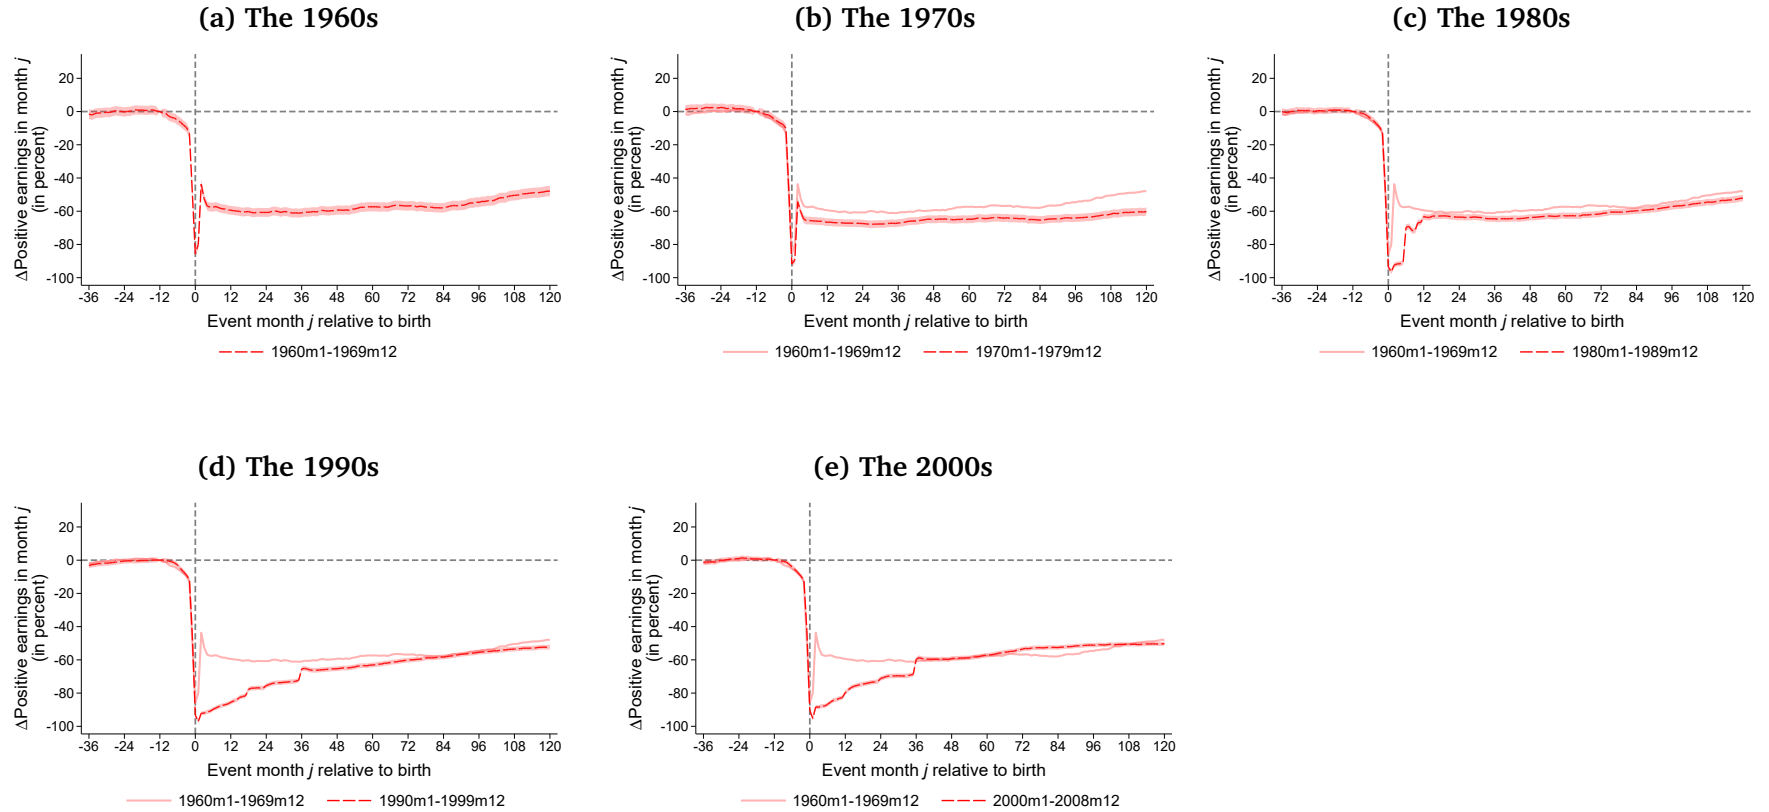 (a) The 1960s
ΔPositive earnings in month j
(in percent)
20
0
-20
-40
-60
-80
-100
-36 -24 -12 0 12 24 36 48 60 72 84 96 108 120
Event month j relative to birth
1960m1-1969m12
(b) The 1970s
ΔPositive earnings in month j
(in percent)
20
0
-20
-40
-60
-80
-100
-36 -24 -12 0 12 24 36 48 60 72 84 96 108 120
Event month j relative to birth
1960m1-1969m12 1970m1-1979m12
(c) The 1980s
ΔPositive earnings in month j
(in percent)
20
0
-20
-40
-60
-80
-100
-36 -24 -12 0 12 24 36 48 60 72 84 96 108 120
Event month j relative to birth
1960m1-1969m12 1980m1-1989m12
(d) The 1990s
ΔPositive earnings in month j
(in percent)
20
0
-20
-40
-60
-80
-100
-36 -24 -12 0 12 24 36 48 60 72 84 96 108 120
Event month j relative to birth
1960m1-1969m12 1990m1-1999m12
(e) The 2000s
ΔPositive earnings in month j
(in percent)
20
0
-20
-40
-60
-80
-100
-36 -24 -12 0 12 24 36 48 60 72 84 96 108 120
Event month j relative to birth
1960m1-1969m12 2000m1-2008m12